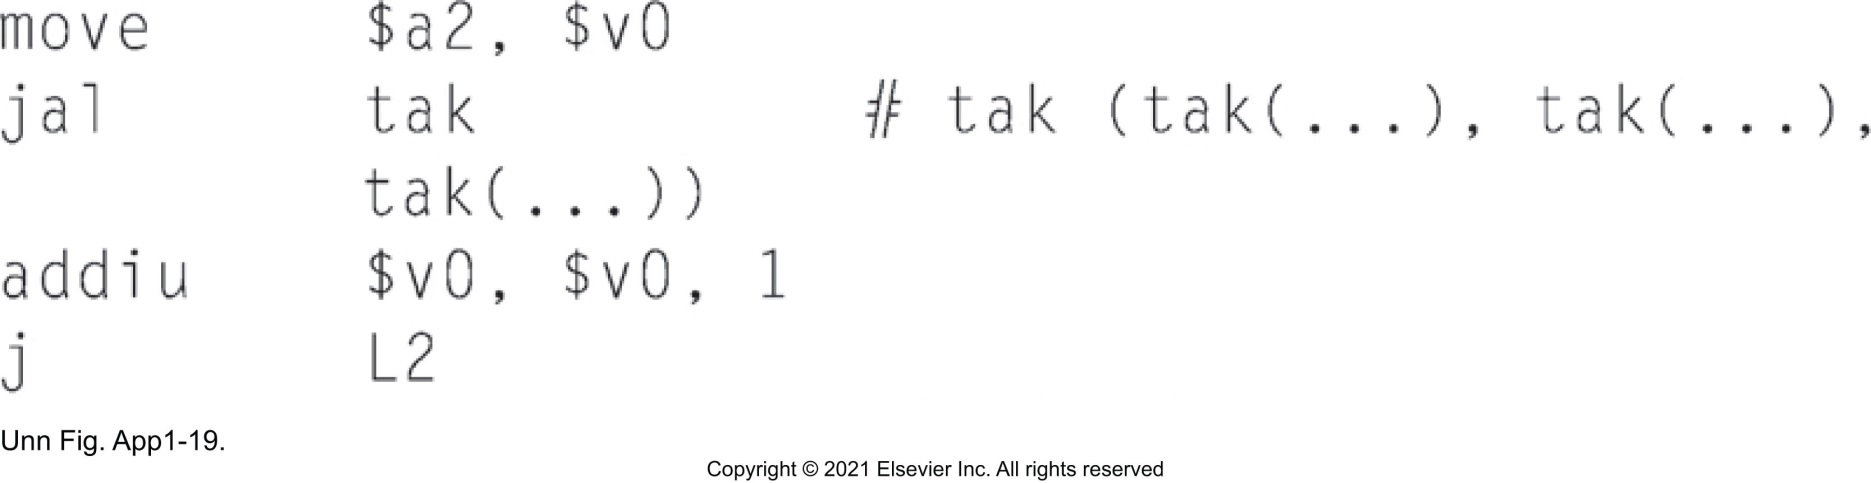 move $a2, $v0
jal tak # tak (tak(...), tak(...),
tak(...))
addiu $v0, $v0, 1
j L2
Unn Fig. App1-19.
Copyright © 2021 Elsevier Inc. All rights reserved